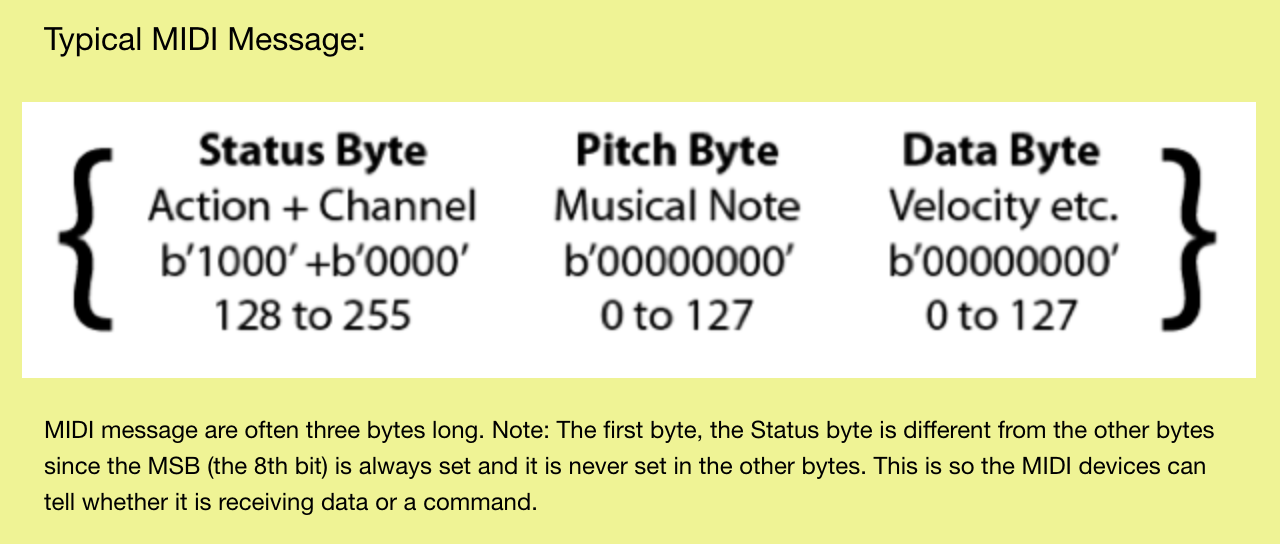 Typical MIDI Message:
{ Status Byte Pitch Byte Data Byte }
Action + Channel Musical Note Velocity etc.
b′1000′ +b′0000′ b′00000000′ b′00000000′
128 to 255 0 to 127 0 to 127
MIDI message are often three bytes long. Note: The first byte, the Status byte is different from the other bytes
since the MSB (the 8th bit) is always set and it is never set in the other bytes. This is so the MIDI devices can
tell whether it is receiving data or a command.